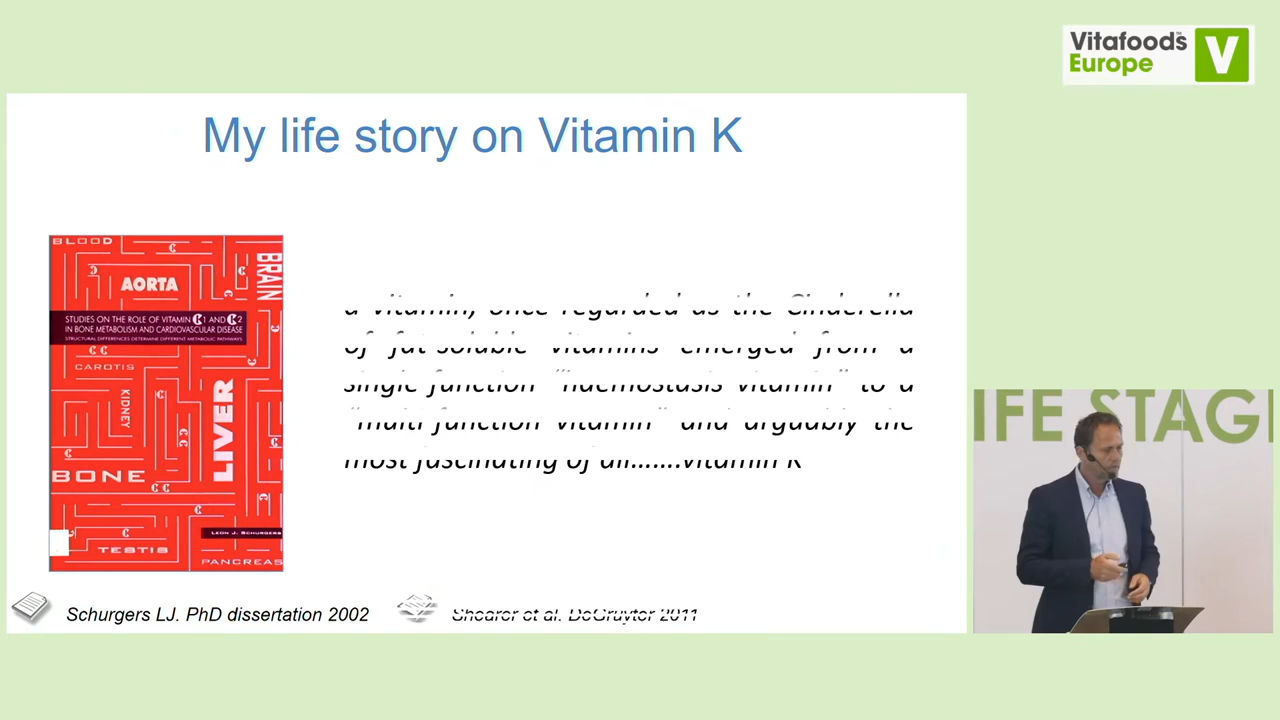 Vitafoods
Europe
V
My life story on Vitamin K
BLOOD
BRAIN
AORTA
STUDIES ON THE ROLE OF VITAMIN K1 AND K2
IN BONE METABOLISM AND CARDIOVASCULAR DISEASE
STRUCTURAL DIFFERENCES DETERMINE DIFFERENT METABOLIC PATHWAYS
CAROTIS
KIDNEY
LIVER
BONE
LEON J. SCHURGERS
TESTIS
PANCREAS
a vitamin, once regarded as the Cinderella
of fat-soluble vitamins emerged from a
single-function "haemostasis vitamin" to a
"multi-function vitamin" and arguably the
most fascinating of all…….Vitamin K
Schurgers LJ. PhD dissertation 2002
Shearer et al. DeGruyter 2011
IFE STAG